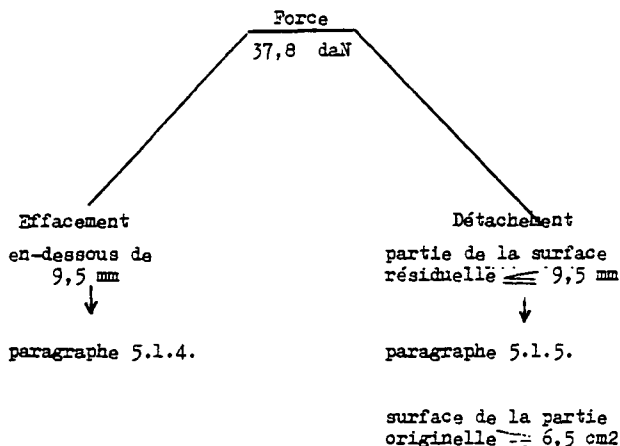 Force
37,8 daN
Effacement
en-dessous de
9,5 mm
paragraphe 5.1.4.
Détachement
partie de la surface
résiduelle ≤ 9,5 mm
paragraphe 5.1.5.
surface de la partie
originelle 6,5 cm2